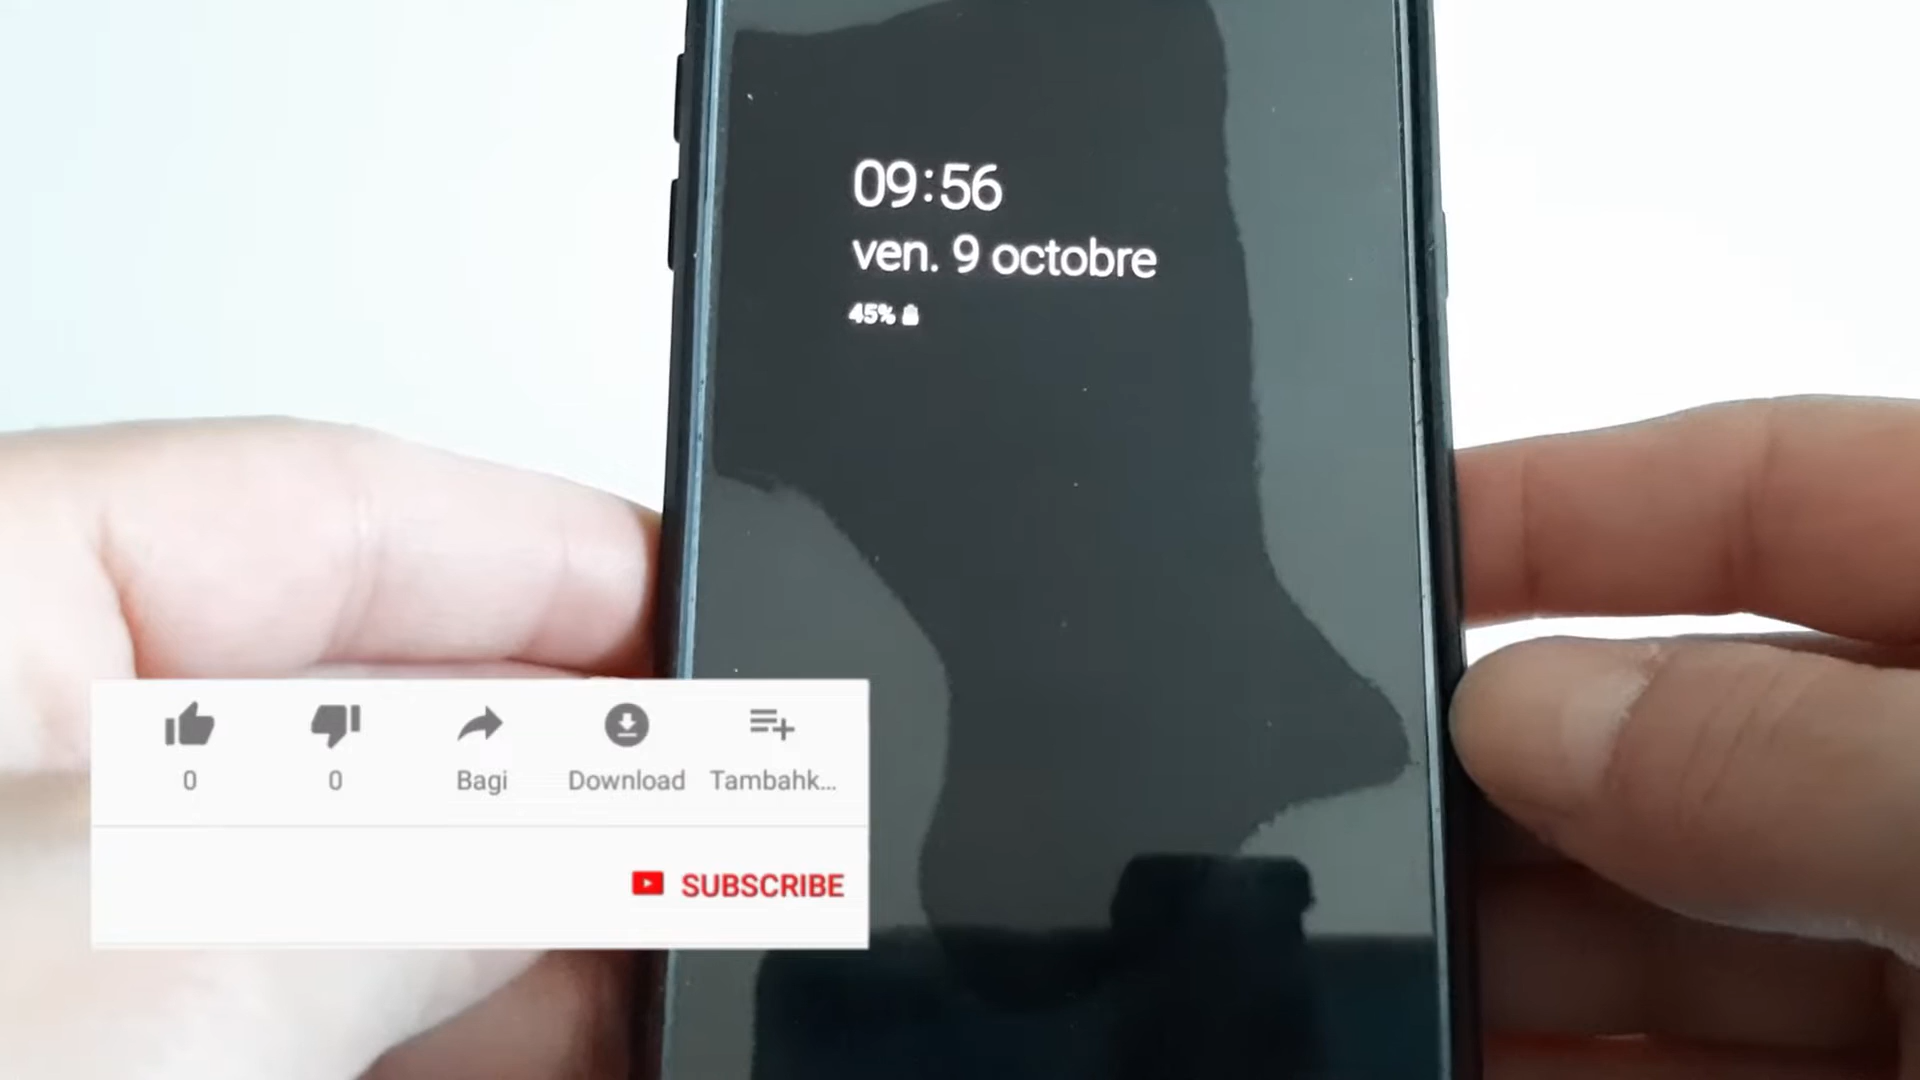 09:56
ven. 9 octobre
45%
0 0 Bagi Download Tambahk...
SUBSCRIBE